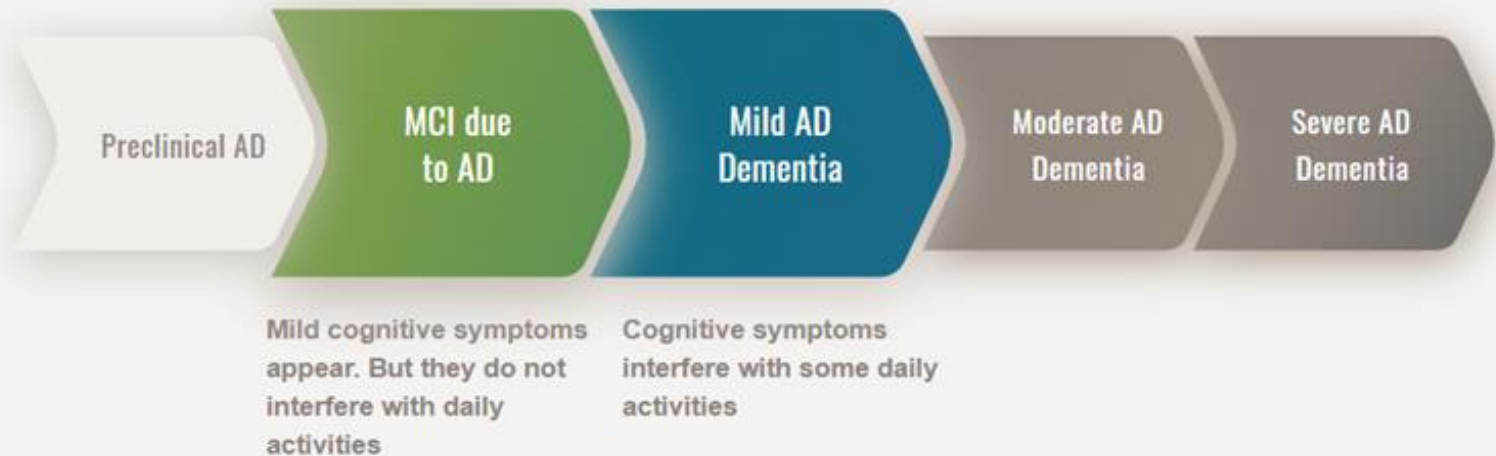 Preclinical AD
MCI due
to AD
Mild AD
Dementia
Moderate AD
Dementia
Severe AD
Dementia
Mild cognitive symptoms
appear. But they do not
interfere with daily
activities
Cognitive symptoms
interfere with some daily
activities